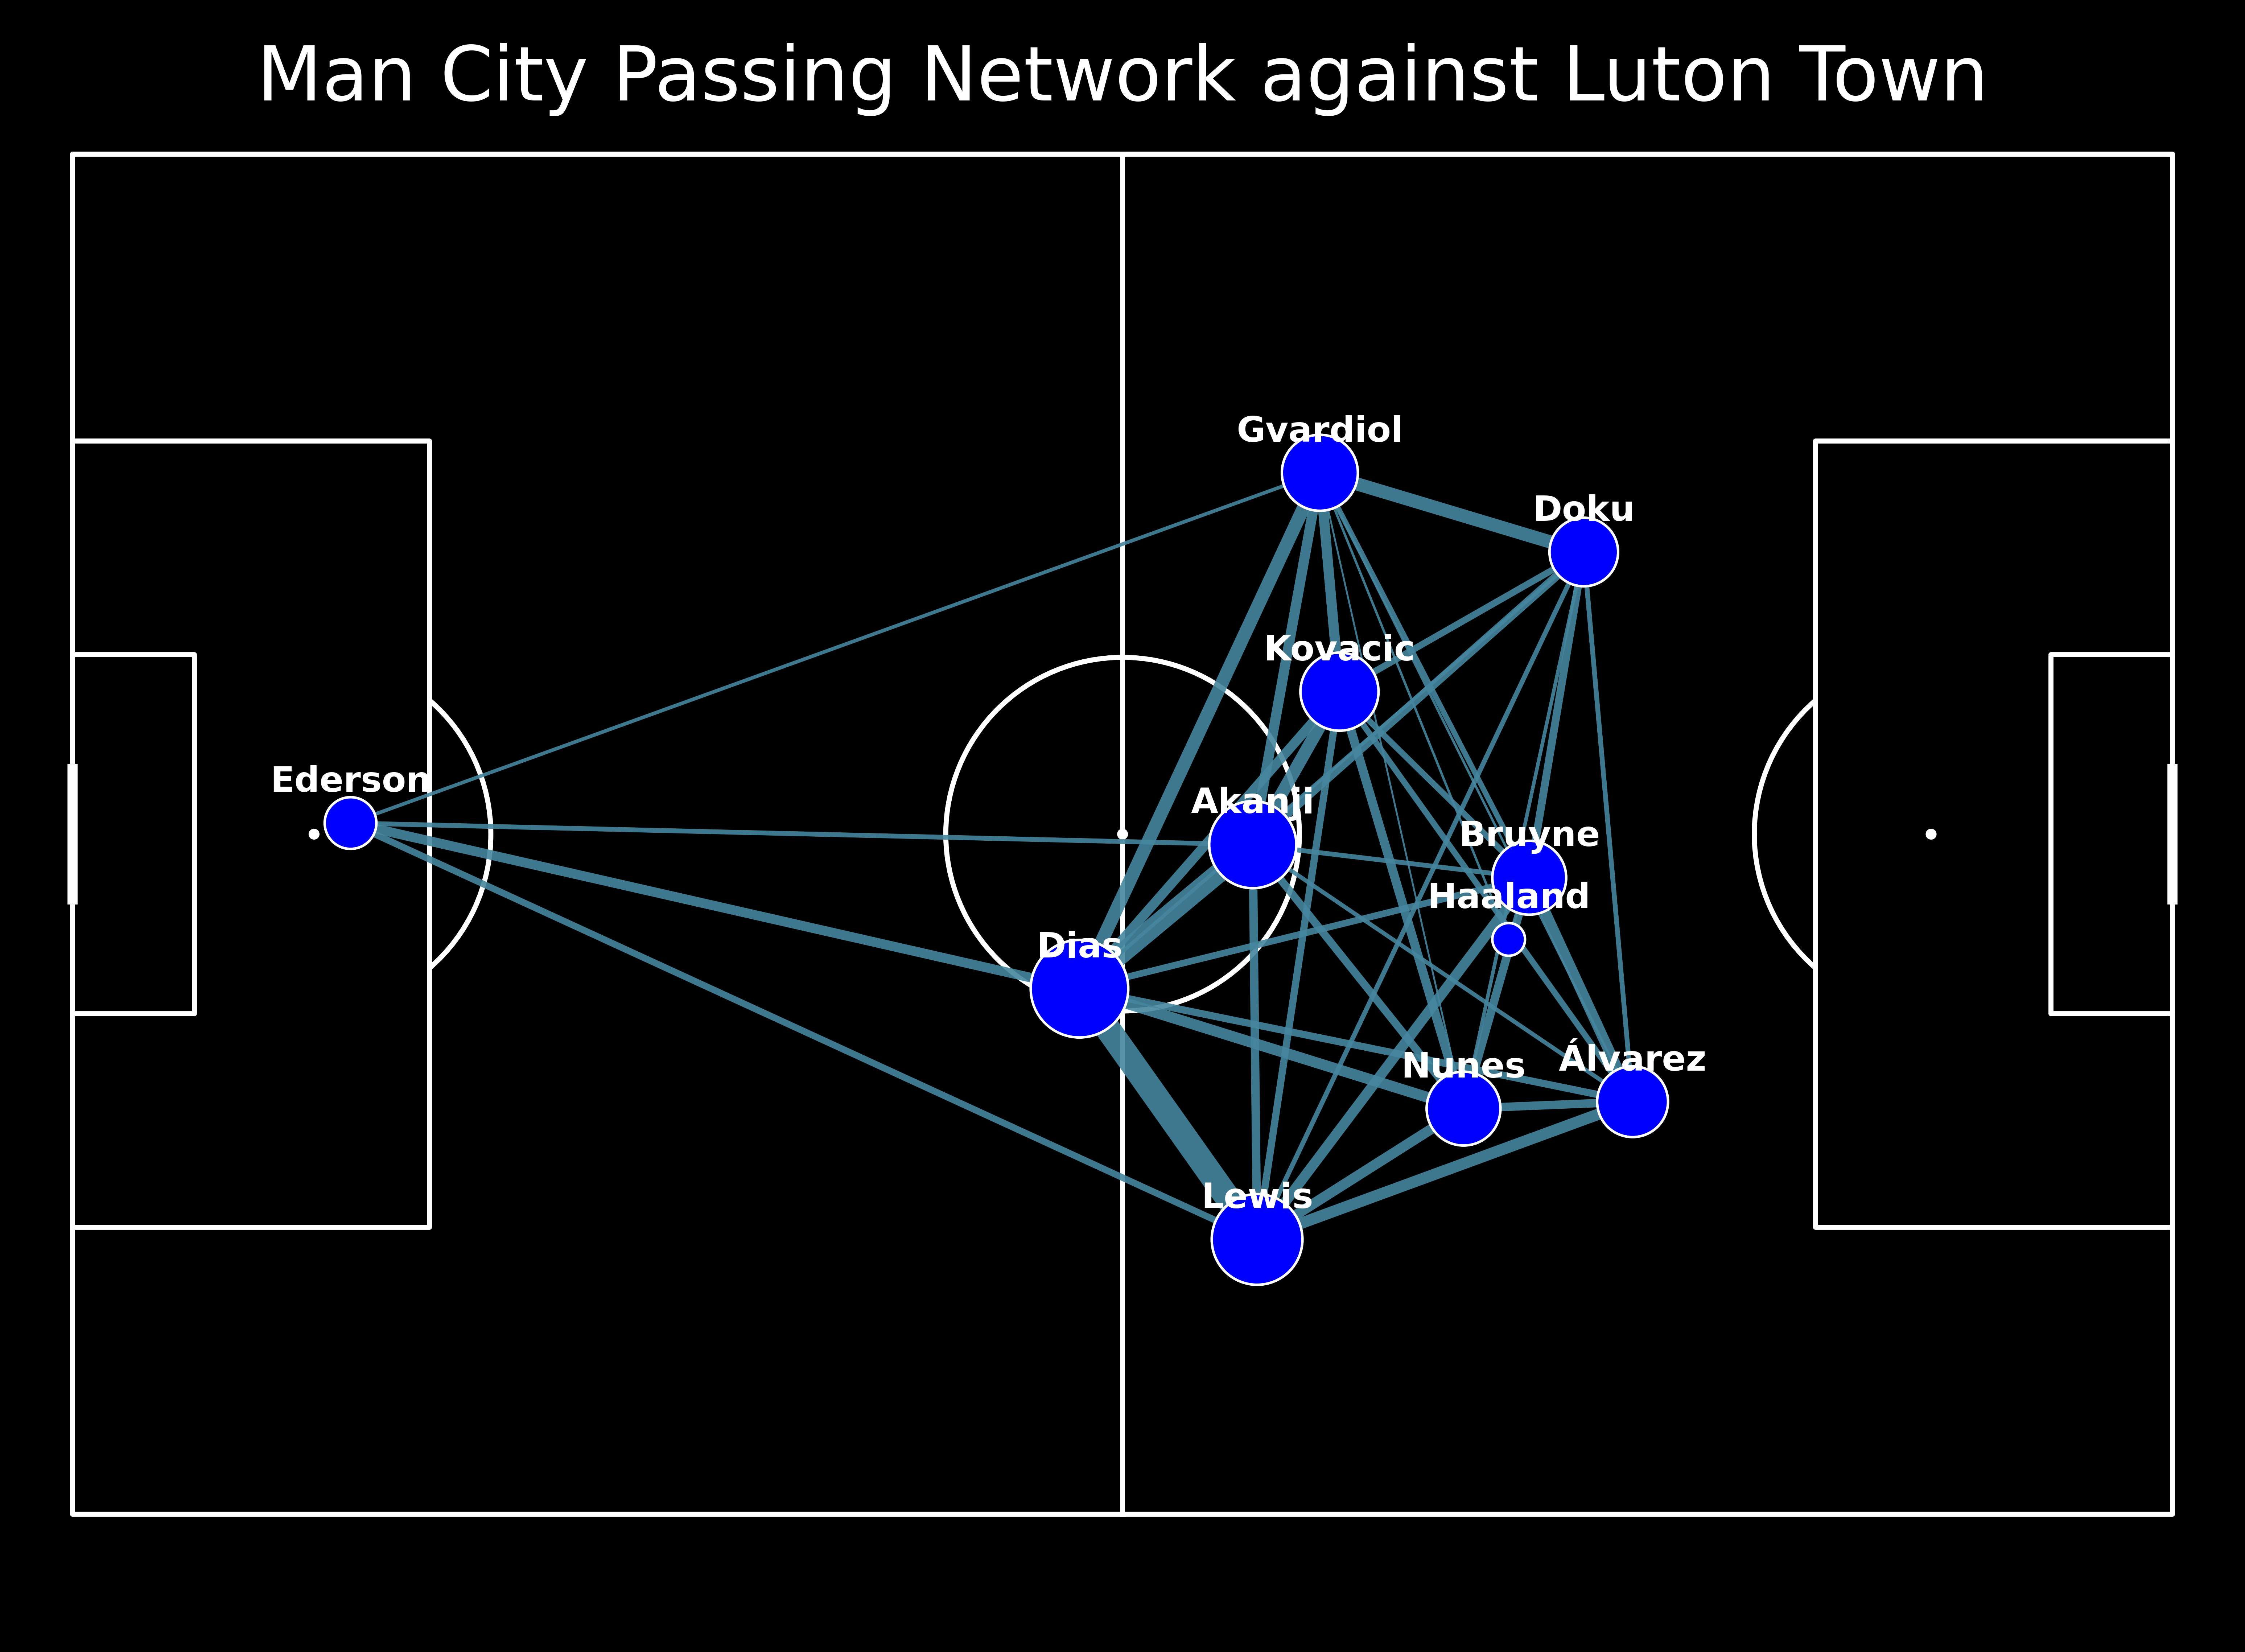 Man City Passing Network against Luton Town
Gvardiol
Doku
Kovacic
Ederson
Akanji
Bruyne
Haaland
Dias
Nunes
Álvarez
Lewis